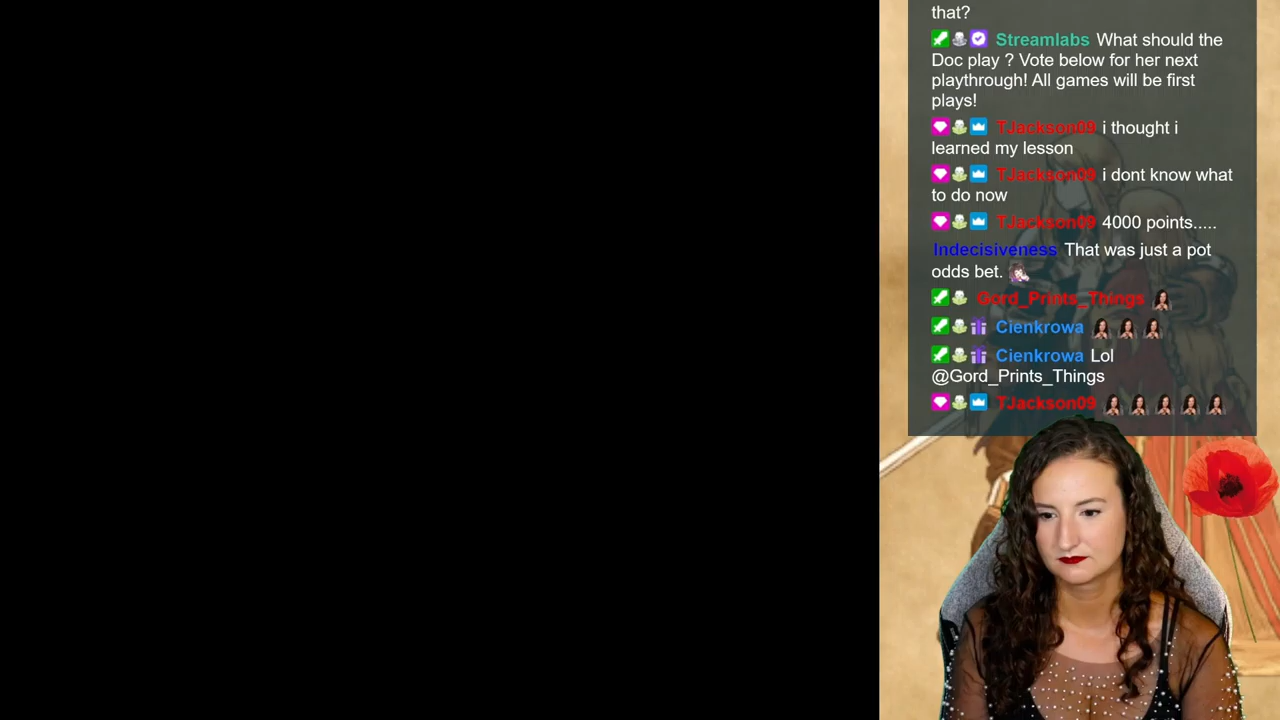 that?
Streamlabs What should the
Doc play ? Vote below for her next
playthrough! All games will be first
plays!
TJackson09 i thought i
learned my lesson
TJackson09 i dont know what
to do now
TJackson09 4000 points.....
Indecisiveness That was just a pot
odds bet.
Gord_Prints_Things
Cienkrowa
Cienkrowa Lol
@Gord_Prints_Things
TJackson09